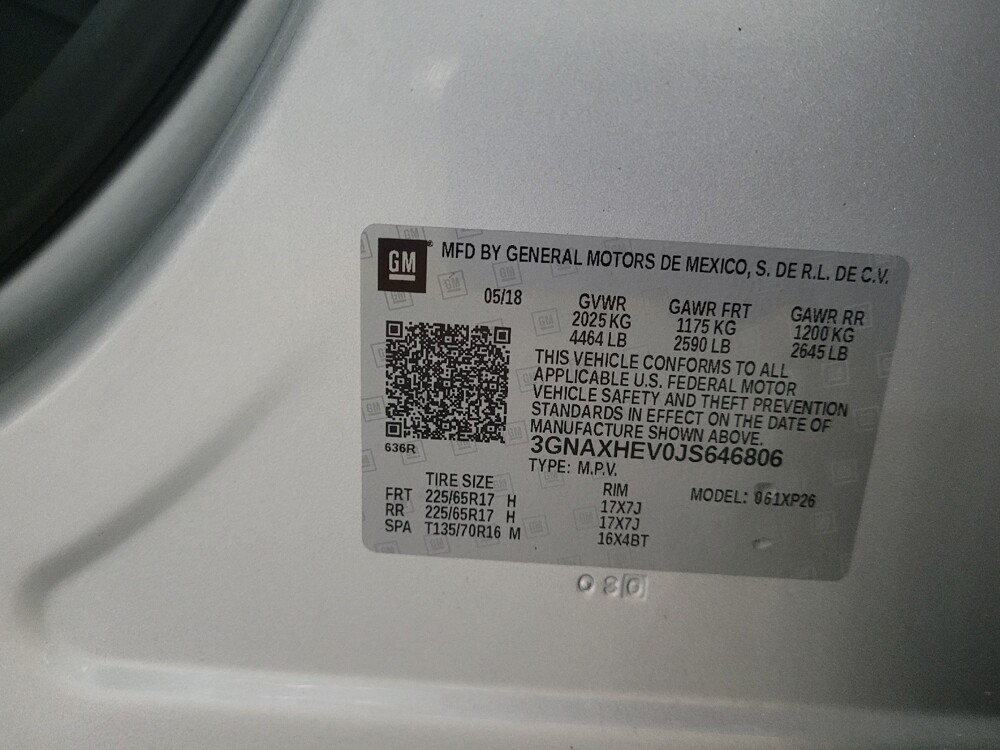 GM
MFD BY GENERAL MOTORS DE MEXICO, S. DE R.L. DE C.V.
05/18 GVWR GAWR FRT GAWR RR
2025 KG 1175 KG 1200 KG
4464 LB 2590 LB 2645 LB
THIS VEHICLE CONFORMS TO ALL
APPLICABLE U.S. FEDERAL MOTOR
VEHICLE SAFETY AND THEFT PREVENTION
STANDARDS IN EFFECT ON THE DATE OF
MANUFACTURE SHOWN ABOVE.
636R
3GNAXHEV0JS646806
TYPE: M.P.V.
TIRE SIZE RIM MODEL: 061XP26
FRT 225/65R17 H 17X7J
RR 225/65R17 H 17X7J
SPA T135/70R16 M 16X4BT